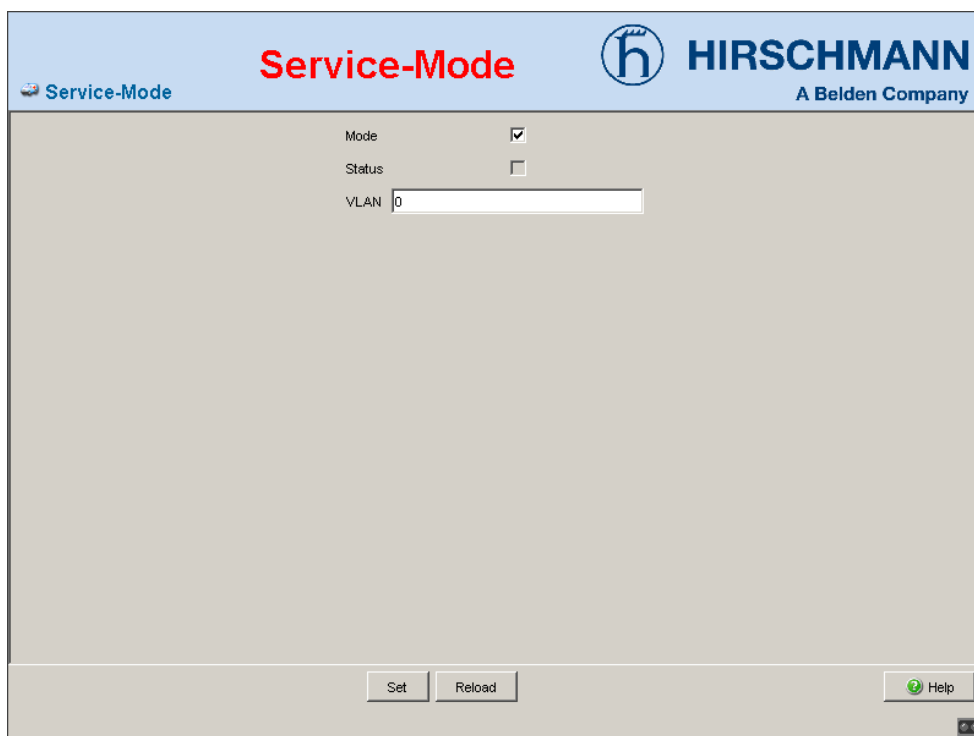 Service-Mode
HIRSCHMANN
Service-Mode
A Belden Company
Mode
Status
VLAN 0
Set Reload Help